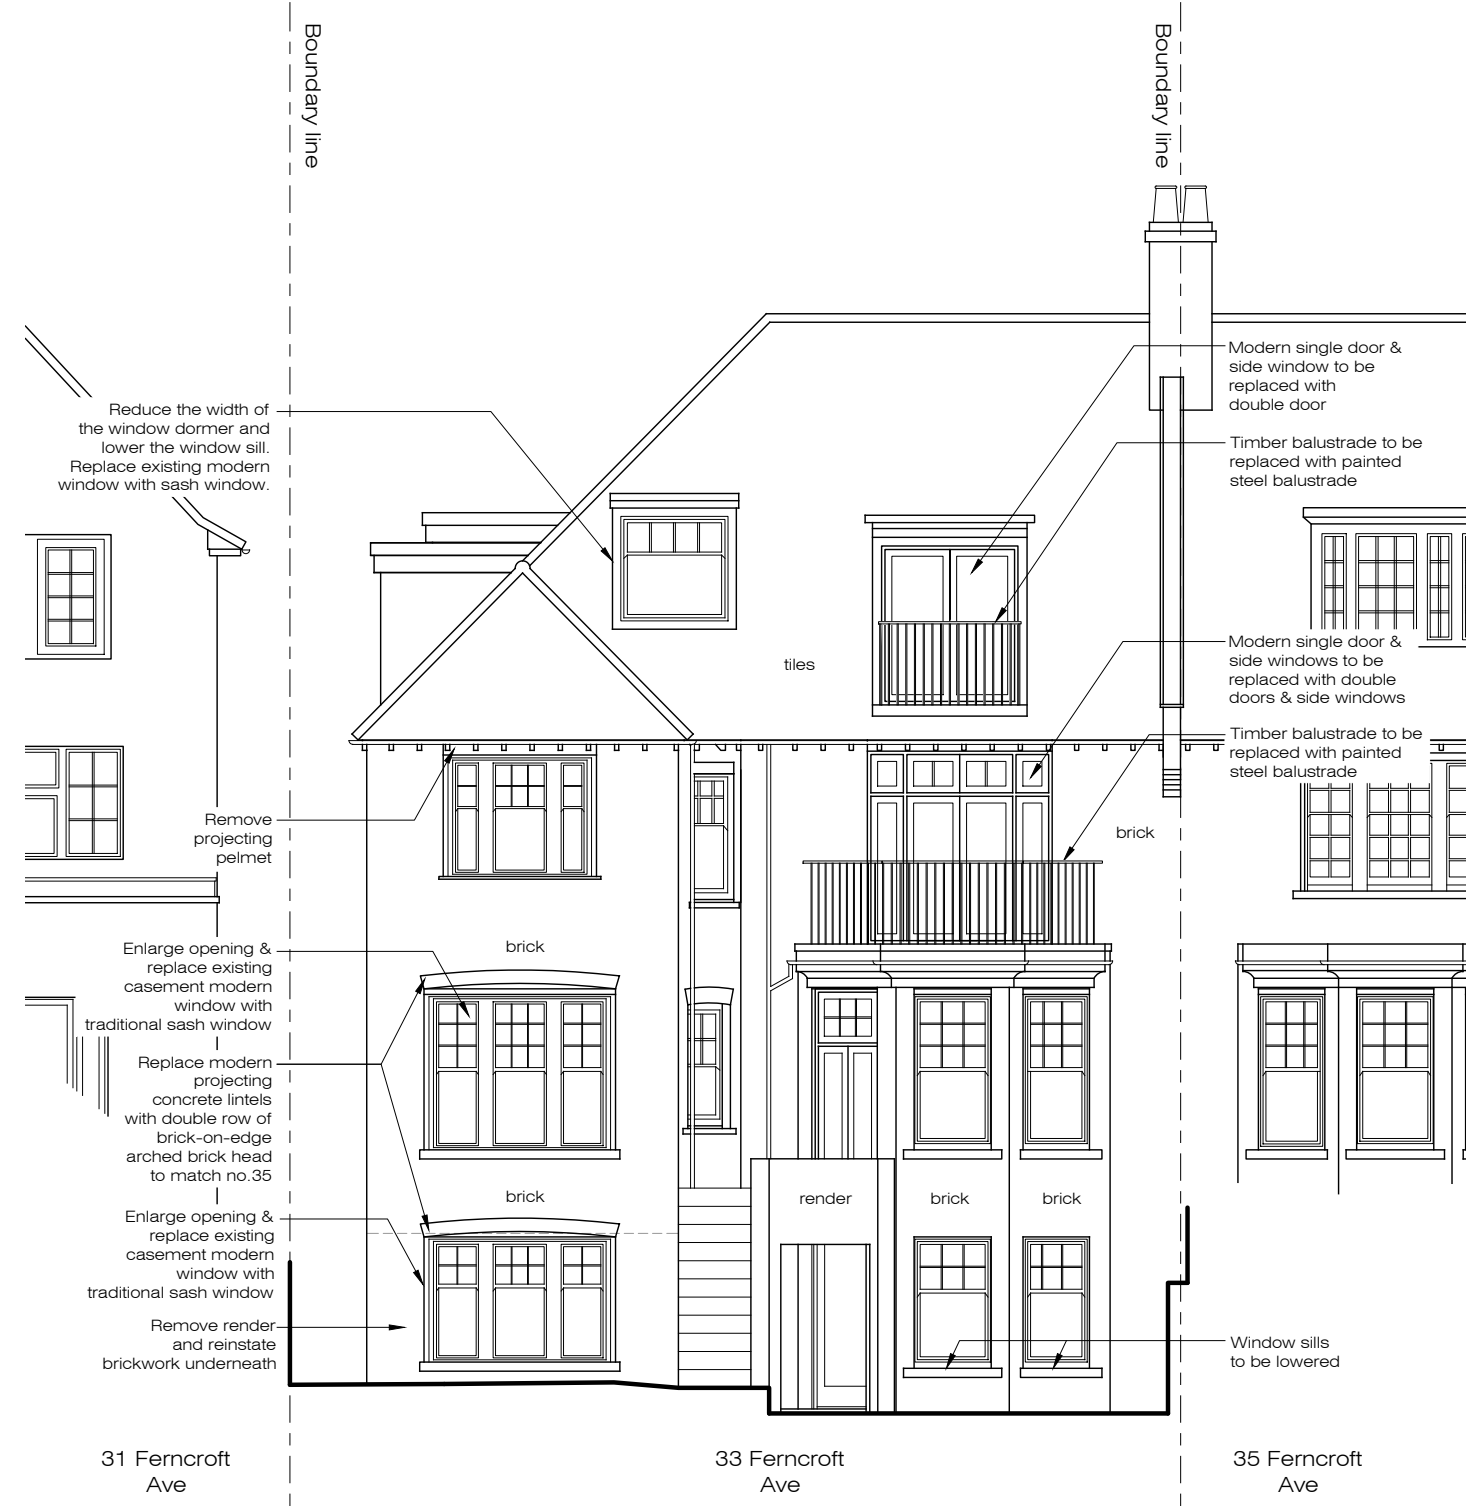 Boundary line
Boundary line
Reduce the width of
the window dormer and
lower the window sill.
Replace existing modern
window with sash window.
Modern single door &
side window to be
replaced with
double door
Timber balustrade to be
replaced with painted
steel balustrade
tiles
Modern single door &
side windows to be
replaced with double
doors & side windows
Timber balustrade to be
replaced with painted
steel balustrade
Remove
projecting
pelmet
brick
brick
Enlarge opening &
replace existing
casement modern
window with
traditional sash window
Replace modern
projecting
concrete lintels
with double row of
brick-on-edge
arched brick head
to match no.35
brick
render
brick
brick
Enlarge opening &
replace existing
casement modern
window with
traditional sash window
Remove render
and reinstate
brickwork underneath
Window sills
to be lowered
31 Ferncroft
Ave
33 Ferncroft
Ave
35 Ferncroft
Ave